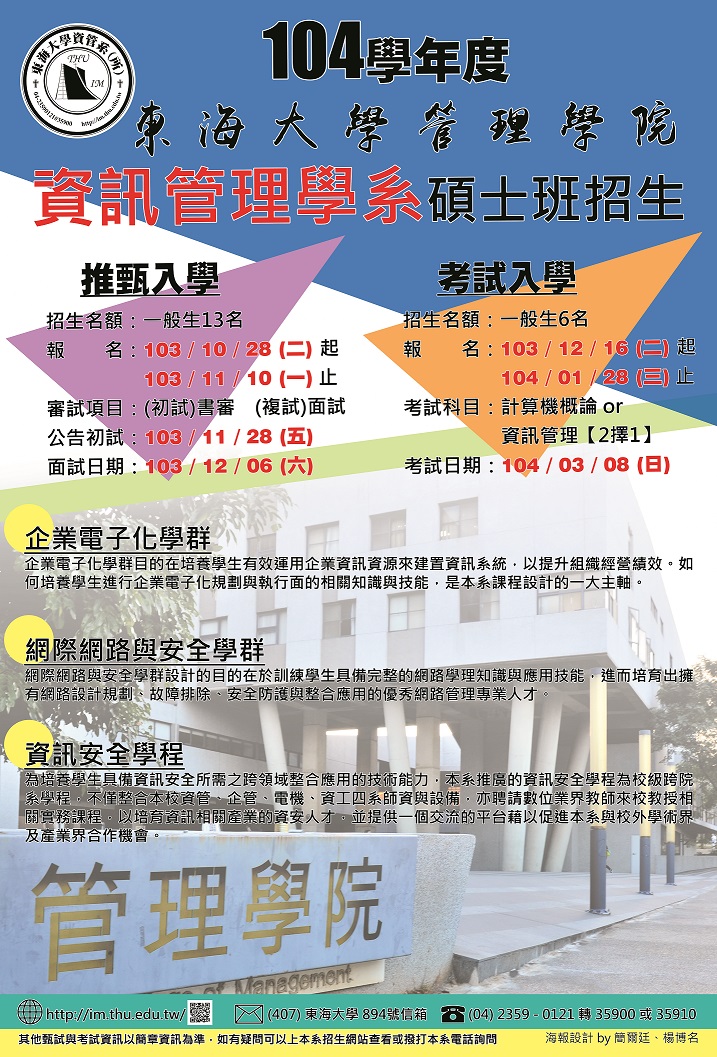 東海大學資管系(所)
THU
IM
104學年度
東海大學管理學院
資訊管理學系碩士班招生
推甄入學
招生名額：一般生13名
報　　名：103 / 10 / 28 (二) 起
103 / 11 / 10 (一) 止
審試項目：(初試)書審　(複試)面試
公告初試：103 / 11 / 28 (五)
面試日期：103 / 12 / 06 (六)
考試入學
招生名額：一般生6名
報　　名：103 / 12 / 16 (二) 起
104 / 01 / 28 (三) 止
考試科目：計算機概論 or
資訊管理【2擇1】
考試日期：104 / 03 / 08 (日)
企業電子化學群
企業電子化學群目的在培養學生有效運用企業資訊資源來建置資訊系統，以提升組織經營績效。如
何培養學生進行企業電子化規劃與執行面的相關知識與技能，是本系課程設計的一大主軸。
網際網路與安全學群
網際網路與安全學群設計的目的在於訓練學生具備完整的網路學理知識與應用技能，進而培育出擁
有網路設計規劃、故障排除、安全防護與整合應用的優秀網路管理專業人才。
資訊安全學程
為培養學生具備資訊安全所需之跨領域整合應用的技術能力，本系推廣的資訊安全學程為校級跨院
系學程，不僅整合本校資管、企管、電機、資工四系師資與設備，亦聘請數位業界教師來校教授相
關實務課程，以培育資訊相關產業的資安人才，並提供一個交流的平台藉以促進本系與校外學術界
及產業界合作機會。
管理學院
of Management
http://im.thu.edu.tw/
(407) 東海大學 894號信箱
(04) 2359 - 0121 轉 35900 或 35910
其他甄試與考試資訊以簡章資訊為準，如有疑問可以上本系招生網站查看或撥打本系電話詢問
海報設計 by 簡爾廷、楊博名